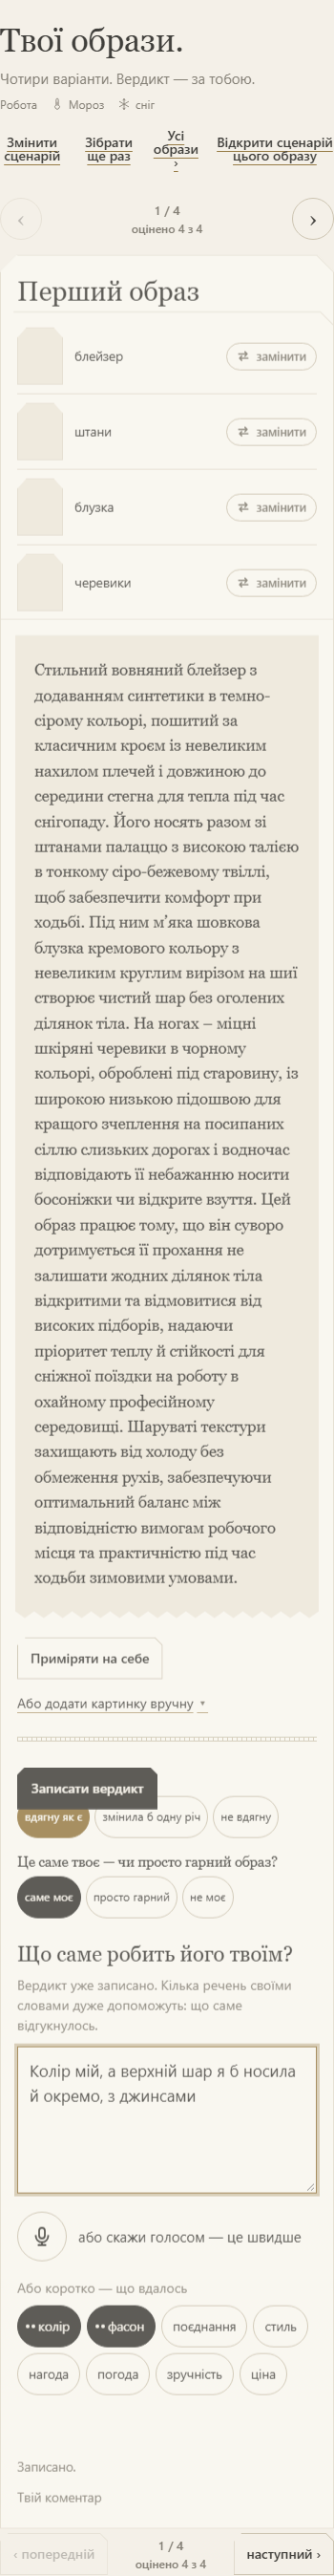 Твої образи.
Чотири варіанти. Вердикт — за тобою.
Робота Мороз сніг
Змінити сценарій
Зібрати ще раз
Усі образи ›
Відкрити сценарій цього образу
‹
1 / 4
оцінено 4 з 4
›
Перший образ
блейзер
замінити
штани
замінити
блузка
замінити
черевики
замінити
Стильний вовняний блейзер з
додаванням синтетики в темно-
сірому кольорі, пошитий за
класичним кроєм із невеликим
нахилом плечей і довжиною до
середини стегна для тепла під час
снігопаду. Його носять разом зі
штанами палаццо з високою талією
в тонкому сіро-бежевому твіллі,
щоб забезпечити комфорт при
ходьбі. Під ним м’яка шовкова
блузка кремового кольору з
невеликим круглим вирізом на шиї
створює чистий шар без оголених
ділянок тіла. На ногах – міцні
шкіряні черевики в чорному
кольорі, оброблені під старовину, із
широкою низькою підошвою для
кращого зчеплення на посипаних
сіллю слизьких дорогах і водночас
відповідають її небажанню носити
босоніжки чи відкрите взуття. Цей
образ працює тому, що він суворо
дотримується її прохання не
залишати жодних ділянок тіла
відкритими та відмовитися від
високих підборів, надаючи
пріоритет теплу й стійкості для
сніжної поїздки на роботу в
охайному професійному
середовищі. Шаруваті текстури
захищають від холоду без
обмеження рухів, забезпечуючи
оптимальний баланс між
відповідністю вимогам робочого
місця та практичністю під час
ходьби зимовими умовами.
Приміряти на себе
Або додати картинку вручну
Записати вердикт
вдягну як є змінила б одну річ не вдягну
Це саме твоє — чи просто гарний образ?
саме моє просто гарний не моє
Що саме робить його твоїм?
Вердикт уже записано. Кілька речень своїми
словами дуже допоможуть: що саме
відгукнулось.
Колір мій, а верхній шар я б носила
й окремо, з джинсами
або скажи голосом — це швидше
Або коротко — що вдалось
колір фасон поєднання стиль
нагода погода зручність ціна
Записано.
Твій коментар
‹ попередній
1 / 4
оцінено 4 з 4
наступний ›